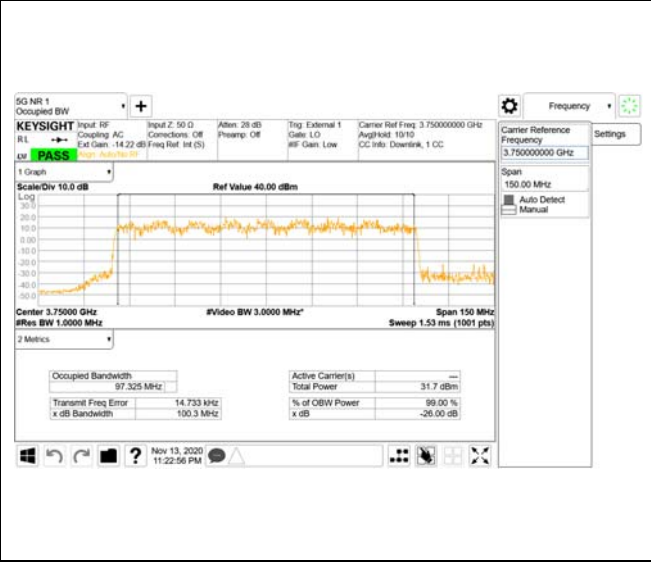 5G NR 1
Occupied BW
Frequency
KEYSIGHT
RL
PASS
Input: RF
Coupling: AC
Ext Gain: -14.22 dB
Align: Auto/No RF
Input Z: 50 Ω
Corrections: Off
Freq Ref: Int (S)
Atten: 28 dB
Preamp: Off
Trig: External 1
Gate: LO
#IF Gain: Low
Carrier Ref Freq: 3.750000000 GHz
Avg|Hold: 10/10
CC Info: Downlink, 1 CC
Carrier Reference
Frequency
3.750000000 GHz
Settings
Span
150.00 MHz
Auto Detect
Manual
1 Graph
Scale/Div 10.0 dB
Ref Value 40.00 dBm
Log
30.0
20.0
10.0
0.00
-10.0
-20.0
-30.0
-40.0
-50.0
Center 3.75000 GHz
#Video BW 3.0000 MHz*
Span 150 MHz
#Res BW 1.0000 MHz
Sweep 1.53 ms (1001 pts)
2 Metrics
Occupied Bandwidth
97.325 MHz
Transmit Freq Error 14.733 kHz
x dB Bandwidth 100.3 MHz
Active Carrier(s) —
Total Power 31.7 dBm
% of OBW Power 99.00 %
x dB -26.00 dB
Nov 13, 2020
11:22:56 PM